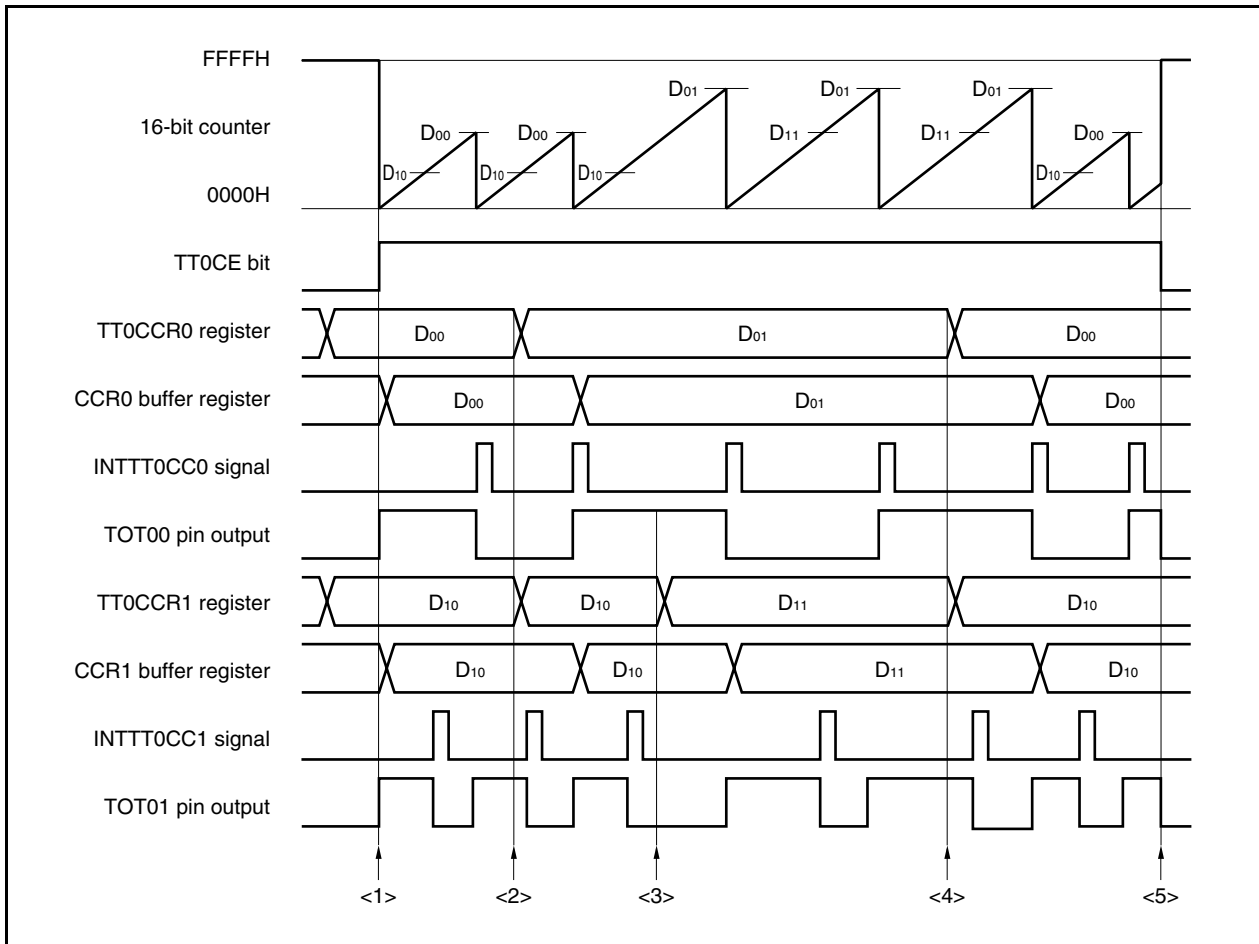 FFFFH
16-bit counter
0000H
D01 D01 D01
D00 D00 D11 D11 D00
D10 D10 D10 D10
TT0CE bit
TT0CCR0 register D00 D01 D00
CCR0 buffer register D00 D01 D00
INTTT0CC0 signal
TOT00 pin output
TT0CCR1 register D10 D10 D11 D10
CCR1 buffer register D10 D10 D11 D10
INTTT0CC1 signal
TOT01 pin output
<1> <2> <3> <4> <5>